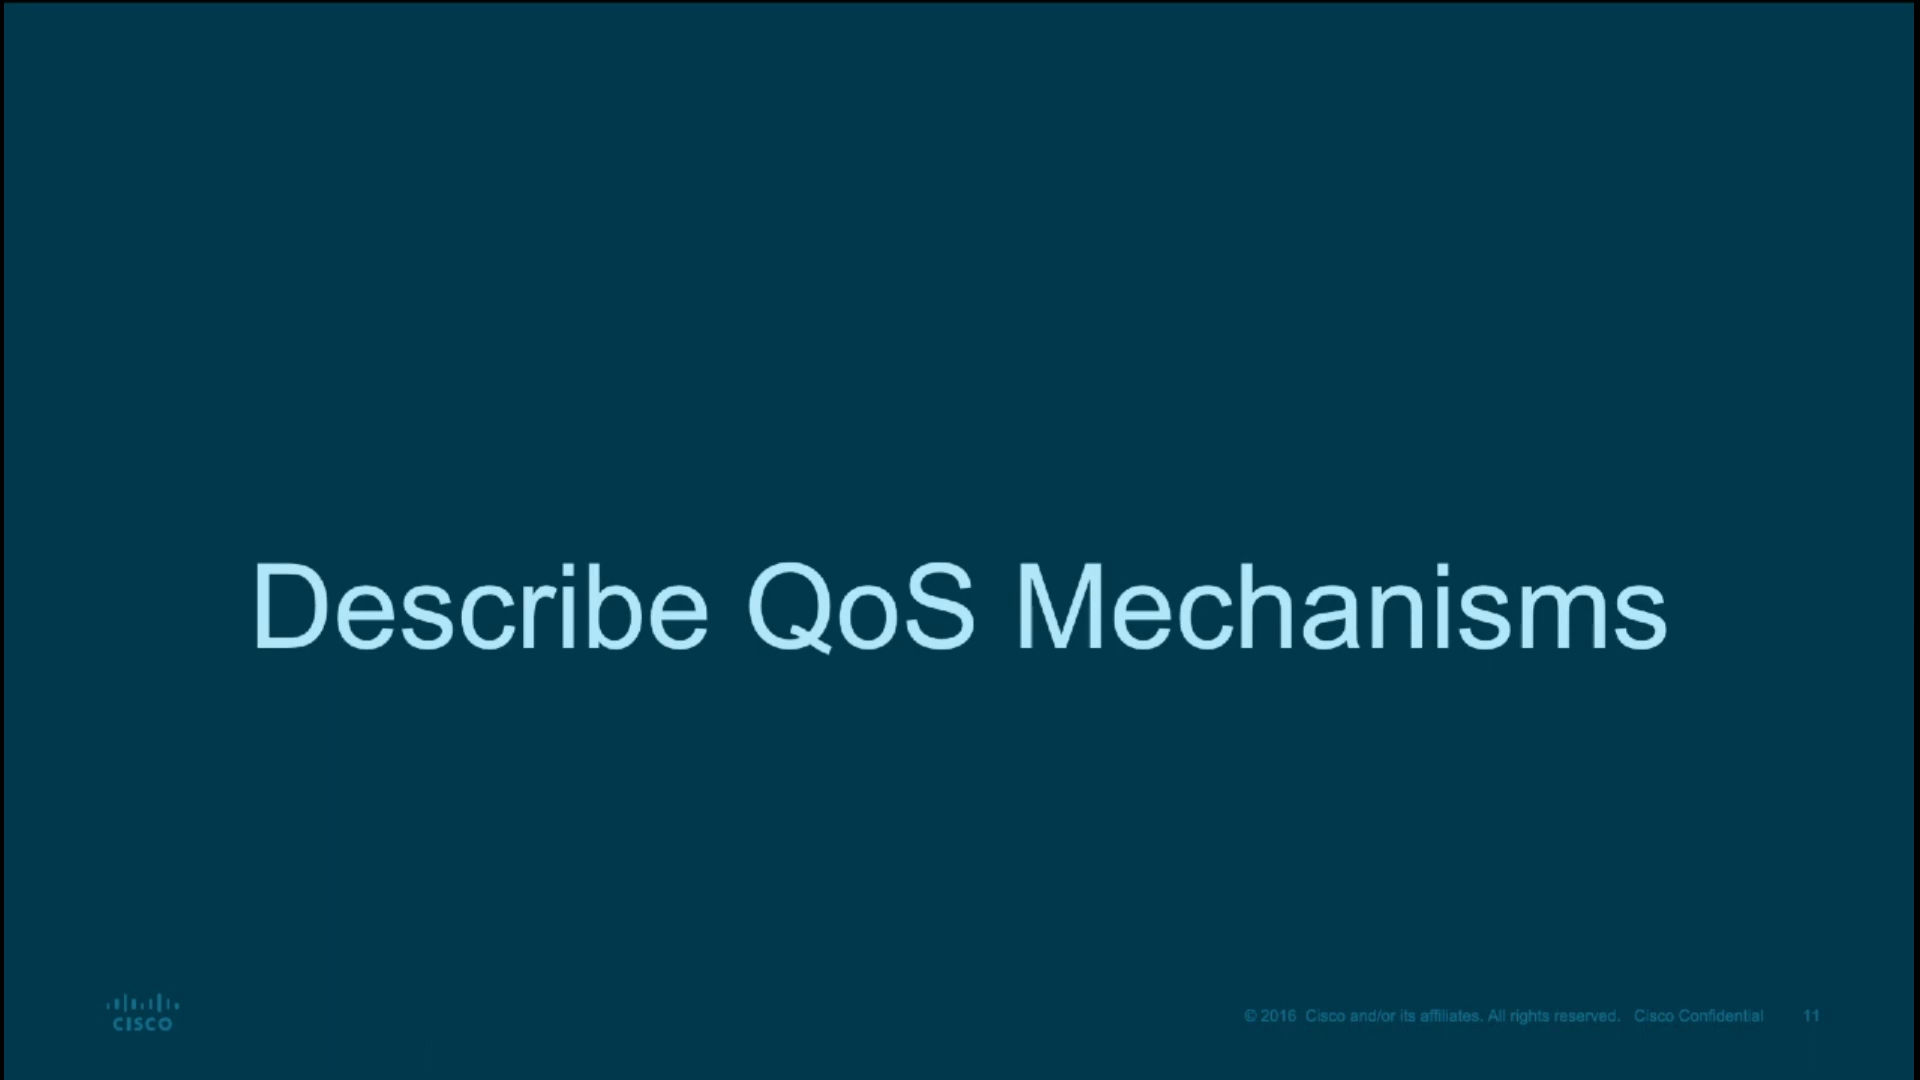 Describe QoS Mechanisms
CISCO
© 2016 Cisco and/or its affiliates. All rights reserved. Cisco Confidential 11